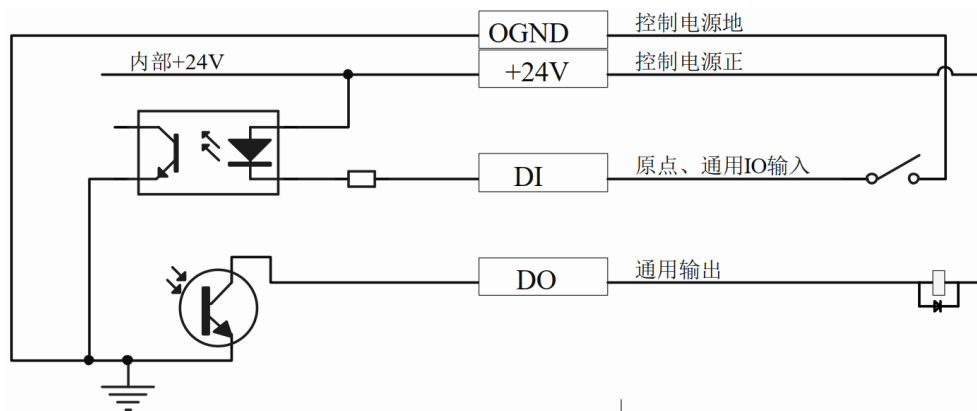 OGND 控制电源地
内部+24V +24V 控制电源正
DI 原点、通用IO输入
DO 通用输出